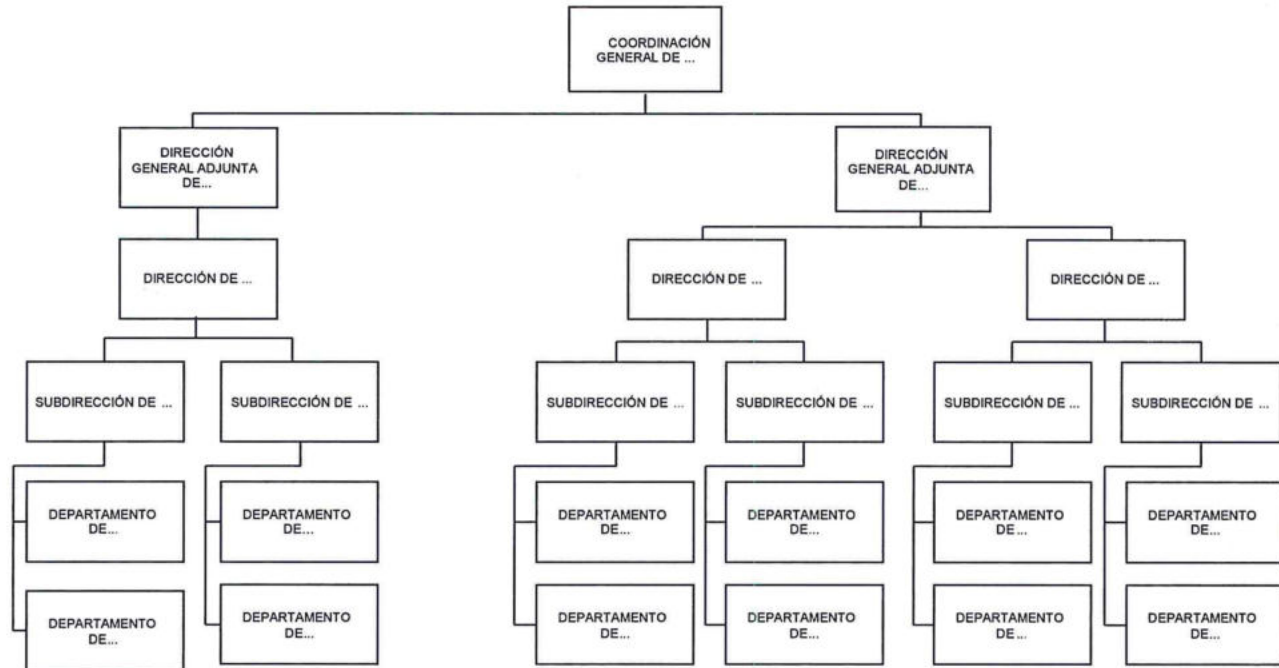 COORDINACIÓN
GENERAL DE ...
DIRECCIÓN
GENERAL ADJUNTA
DE...
DIRECCIÓN
GENERAL ADJUNTA
DE...
DIRECCIÓN DE ...
DIRECCIÓN DE ...
DIRECCIÓN DE ...
SUBDIRECCIÓN DE ...
SUBDIRECCIÓN DE ...
SUBDIRECCIÓN DE ...
SUBDIRECCIÓN DE ...
SUBDIRECCIÓN DE ...
SUBDIRECCIÓN DE ...
DEPARTAMENTO
DE...
DEPARTAMENTO
DE...
DEPARTAMENTO
DE...
DEPARTAMENTO
DE...
DEPARTAMENTO
DE...
DEPARTAMENTO
DE...
DEPARTAMENTO
DE...
DEPARTAMENTO
DE...
DEPARTAMENTO
DE...
DEPARTAMENTO
DE...
DEPARTAMENTO
DE...
DEPARTAMENTO
DE...